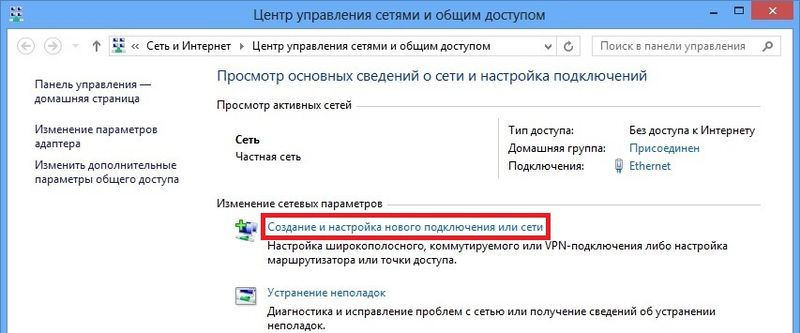 Центр управления сетями и общим доступом
Сеть и Интернет
Центр управления сетями и общим доступом
Поиск в панели управления
Панель управления —
домашняя страница
Изменение параметров
адаптера
Изменить дополнительные
параметры общего доступа
Просмотр основных сведений о сети и настройка подключений
Просмотр активных сетей
Сеть
Частная сеть
Тип доступа: Без доступа к Интернету
Домашняя группа: Присоединен
Подключения: Ethernet
Изменение сетевых параметров
Создание и настройка нового подключения или сети
Настройка широкополосного, коммутируемого или VPN-подключения либо настройка
маршрутизатора или точки доступа.
Устранение неполадок
Диагностика и исправление проблем с сетью или получение сведений об устранении
неполадок.